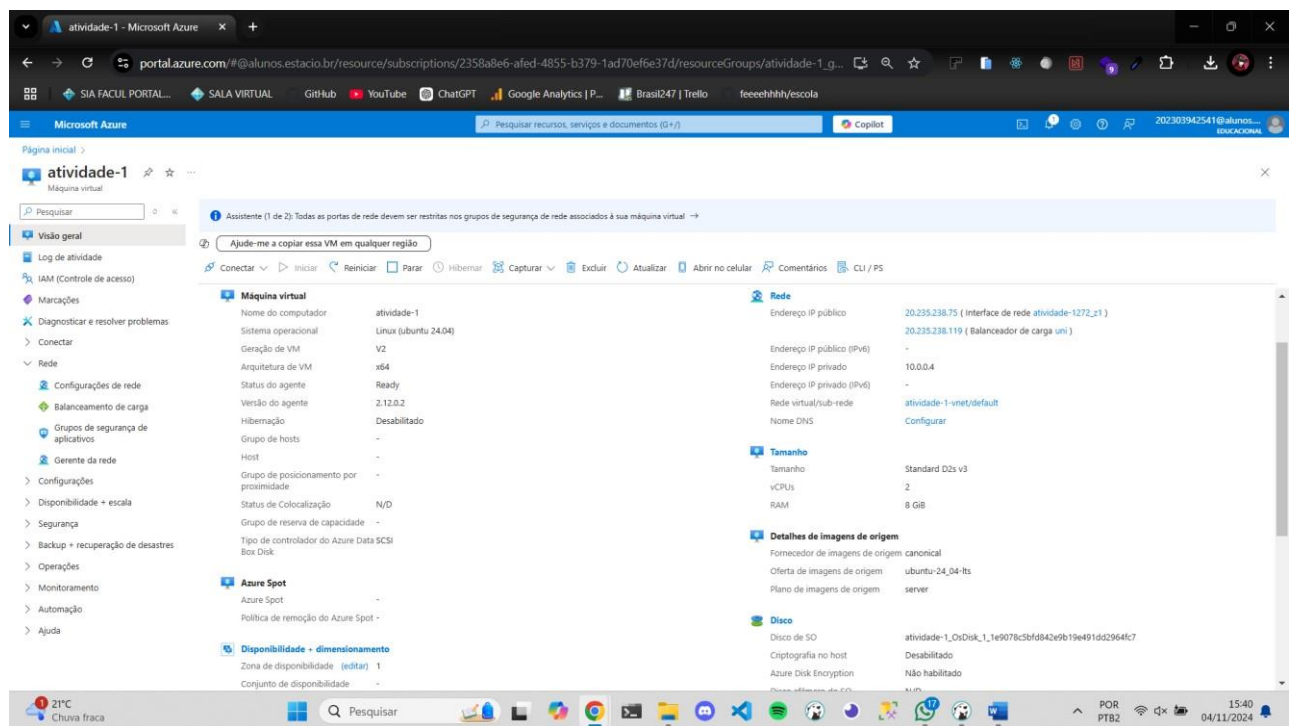 atividade-1 - Microsoft Azure
portal.azure.com/#@alunos.estacio.br/resource/subscriptions/2358a8e6-afed-4855-b379-1ad70ef6e37d/resourceGroups/atividade-1_g...
SIA FACUL PORTAL... SALA VIRTUAL GitHub YouTube ChatGPT Google Analytics | P... Brasil247 | Trello feeeehhhh/escola
Microsoft Azure Pesquisar recursos, serviços e documentos (G+/) Copilot 202303942541@alunos....
EDUCACIONAL
Página inicial >
atividade-1
Máquina virtual
Pesquisar
Assistente (1 de 2): Todas as portas de rede devem ser restritas nos grupos de segurança de rede associados à sua máquina virtual
Ajude-me a copiar essa VM em qualquer região
Conectar Iniciar Reiniciar Parar Hibernar Capturar Excluir Atualizar Abrir no celular Comentários CLI / PS
Visão geral
Log de atividade
IAM (Controle de acesso)
Marcações
Diagnosticar e resolver problemas
Conectar
Rede
Configurações de rede
Balanceamento de carga
Grupos de segurança de
aplicativos
Gerente da rede
Configurações
Disponibilidade + escala
Segurança
Backup + recuperação de desastres
Operações
Monitoramento
Automação
Ajuda
Máquina virtual
Nome do computador atividade-1
Sistema operacional Linux (ubuntu 24.04)
Geração de VM V2
Arquitetura de VM x64
Status do agente Ready
Versão do agente 2.12.0.2
Hibernação Desabilitado
Grupo de hosts -
Host -
Grupo de posicionamento por -
proximidade
Status de Colocalização N/D
Grupo de reserva de capacidade -
Tipo de controlador do Azure Data SCSI
Box Disk
Azure Spot
Azure Spot -
Política de remoção do Azure Spot -
Disponibilidade + dimensionamento
Zona de disponibilidade (editar) 1
Conjunto de disponibilidade -
Rede
Endereço IP público 20.235.238.75 ( Interface de rede atividade-1272_z1 )
20.235.238.119 ( Balanceador de carga uni )
Endereço IP público (IPv6) -
Endereço IP privado 10.0.0.4
Endereço IP privado (IPv6) -
Rede virtual/sub-rede atividade-1-vnet/default
Nome DNS Configurar
Tamanho
Tamanho Standard D2s v3
vCPUs 2
RAM 8 GiB
Detalhes de imagens de origem
Fornecedor de imagens de origem canonical
Oferta de imagens de origem ubuntu-24_04-lts
Plano de imagens de origem server
Disco
Disco de SO atividade-1_OsDisk_1_1e9078c5bfd842e9b19e491dd2964fc7
Criptografia no host Desabilitado
Azure Disk Encryption Não habilitado
Disco efêmero do SO N/D
21°C
Chuva fraca
Pesquisar
POR
PTB2
15:40
04/11/2024